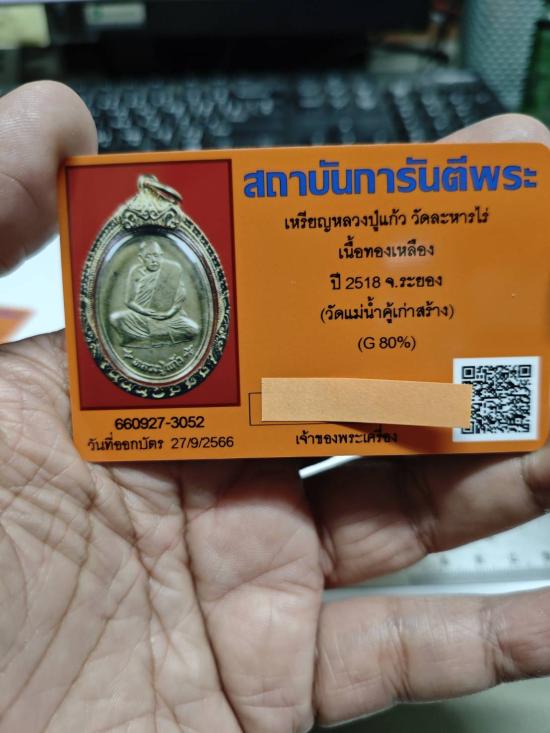 สถาบันการันตีพระ
เหรียญหลวงปู่แก้ว วัดละหารไร่
เนื้อทองเหลือง
ปี 2518 จ.ระยอง
(วัดแม่น้ำคู้เก่าสร้าง)
(G 80%)
660927-3052
วันที่ออกบัตร 27/9/2566
เจ้าของพระเครื่อง